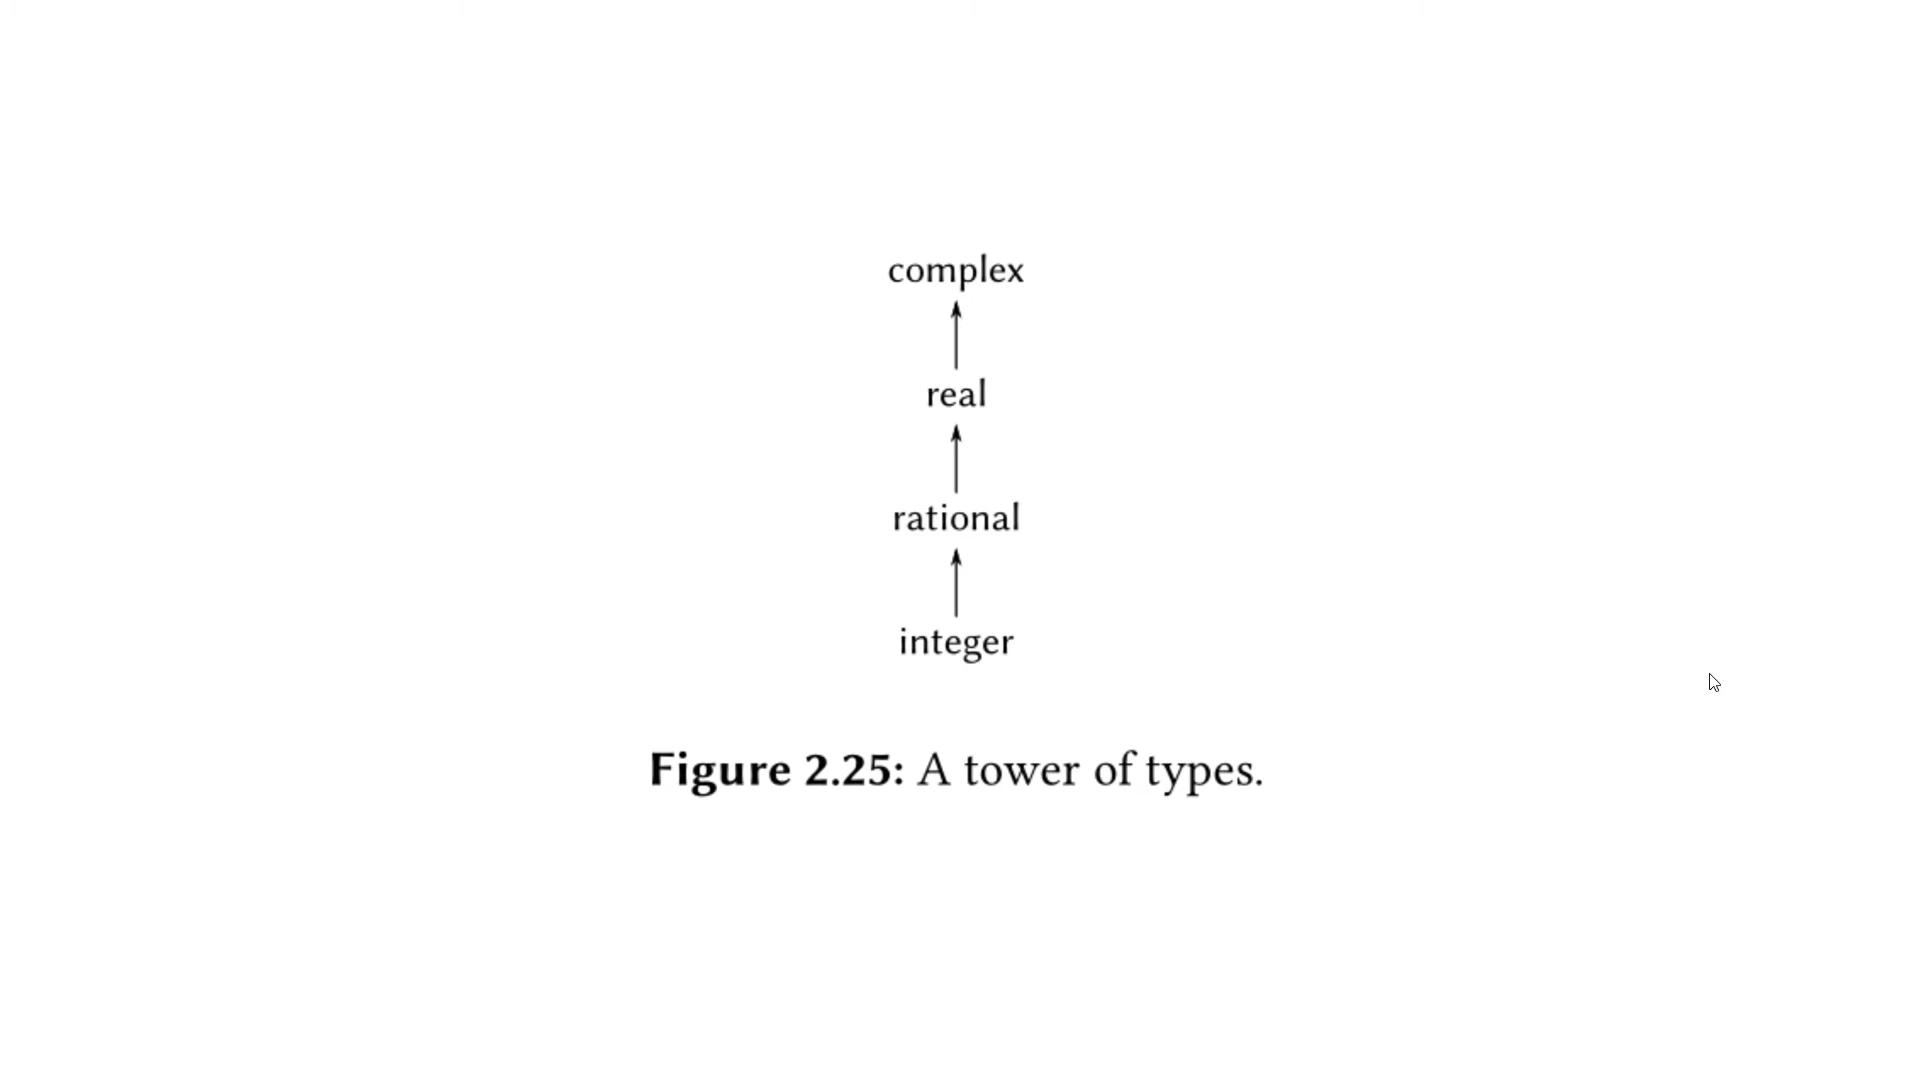 complex
real
rational
integer
Figure 2.25: A tower of types.